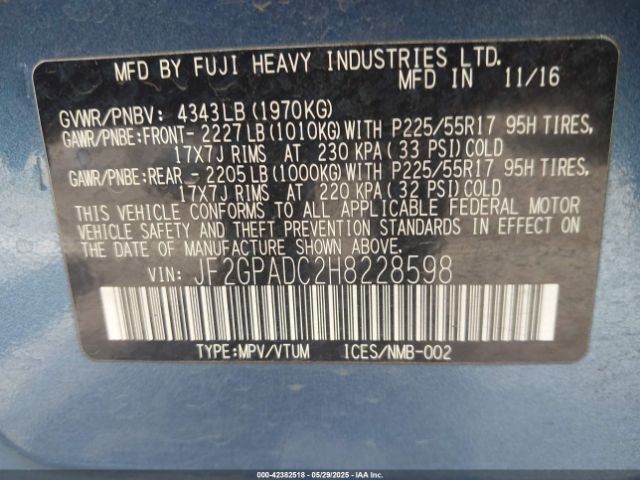 MFD BY FUJI HEAVY INDUSTRIES LTD.
MFD IN 11/16
GVWR/PNBV: 4343LB (1970KG)
GAWR/PNBE:FRONT- 2227LB (1010KG) WITH P225/55R17 95H TIRES,
17X7J RIMS AT 230 KPA (33 PSI) COLD
GAWR/PNBE:REAR - 2205LB (1000KG) WITH P225/55R17 95H TIRES,
17X7J RIMS AT 220 KPA (32 PSI) COLD
THIS VEHICLE CONFORMS TO ALL APPLICABLE FEDERAL MOTOR
VEHICLE SAFETY AND THEFT PREVENTION STANDARDS IN EFFECT ON
THE DATE OF MANUFACTURE SHOWN ABOVE.
VIN: JF2GPADC2H8228598
TYPE:MPV/VTUM ICES/NMB-002
000-42382518 - 05/29/2025 - IAAI.COM